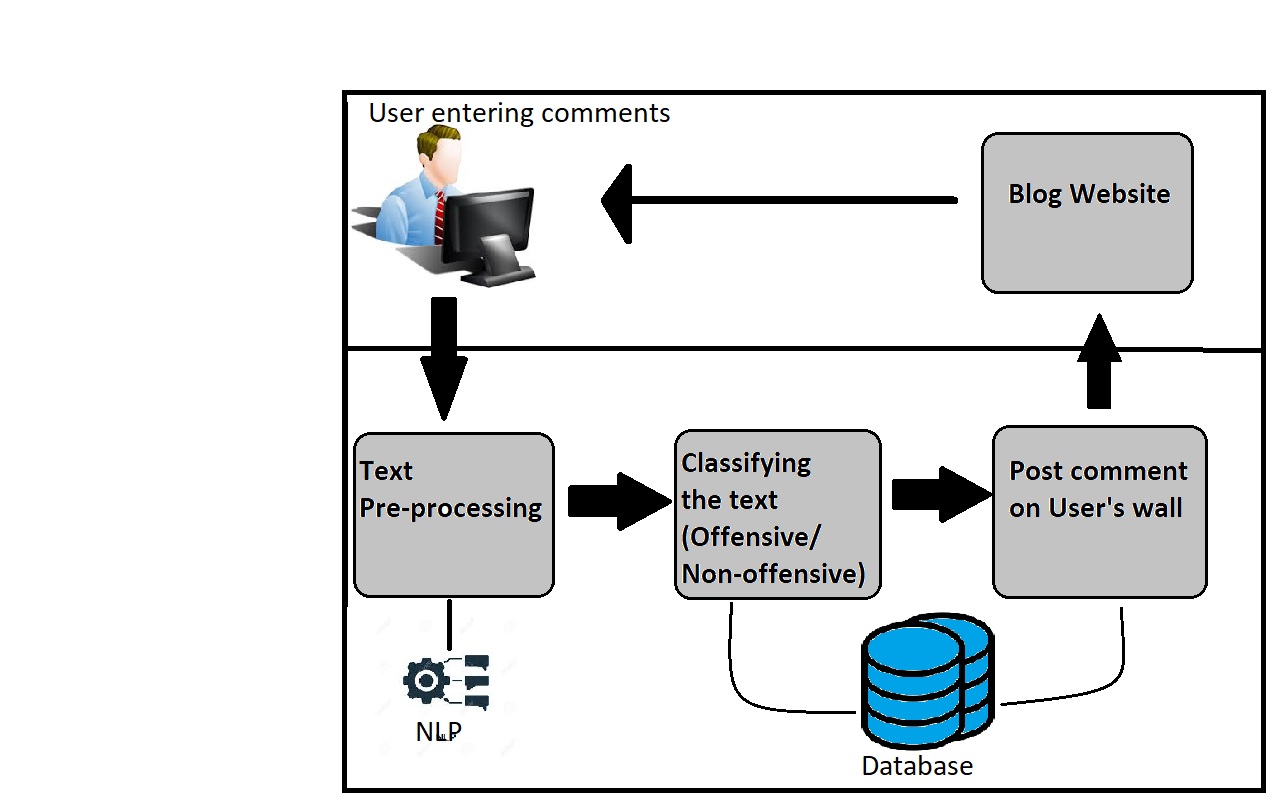 User entering comments
Blog Website
Text
Pre-processing
Classifying
the text
(Offensive/
Non-offensive)
Post comment
on User's wall
NLP
Database